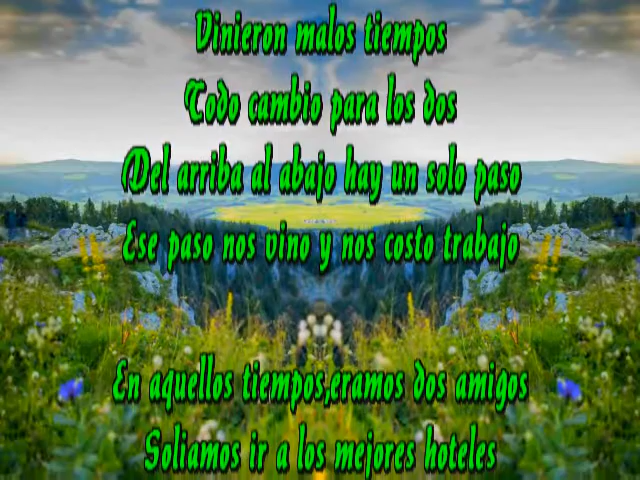 Vinieron malos tiempos
Todo cambio para los dos
Del arriba al abajo hay un solo paso
Ese paso nos vino y nos costo trabajo
En aquellos tiempos,eramos dos amigos
Soliamos ir a los mejores hoteles